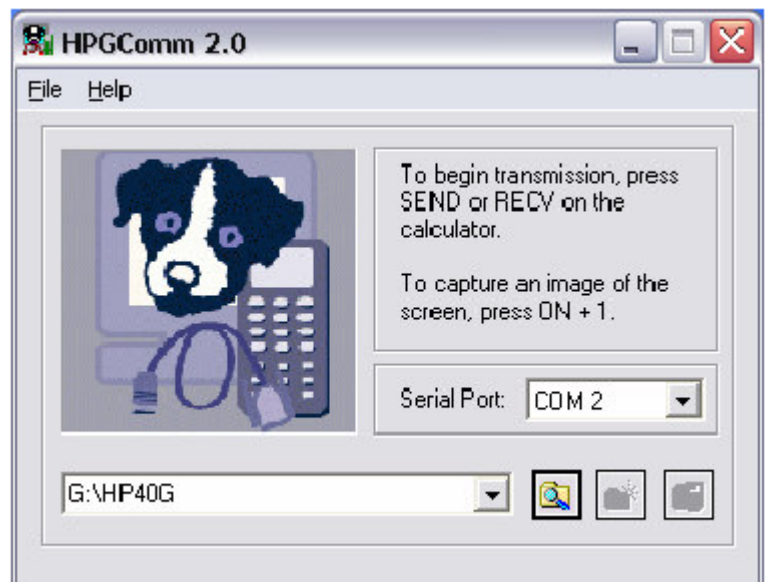 HPGComm 2.0
File Help
To begin transmission, press
SEND or RECV on the
calculator.
To capture an image of the
screen, press ON + 1.
Serial Port: COM 2
G:\HP40G